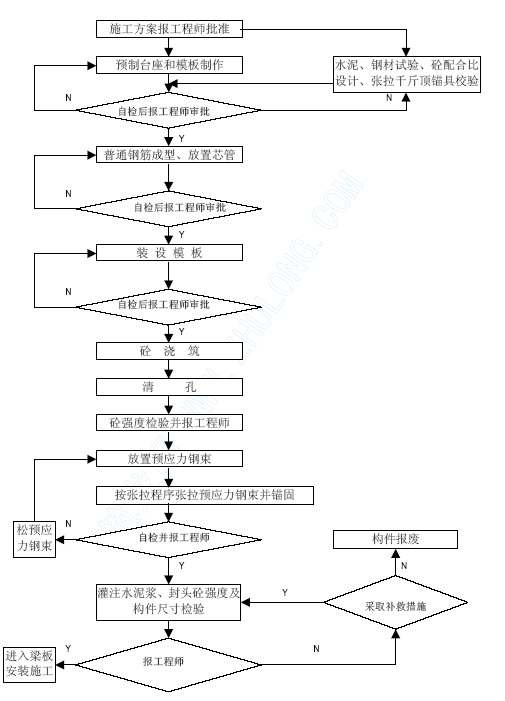 施工方案报工程师批准
预制台座和模板制作
水泥、钢材试验、砼配合比
设计、张拉千斤顶锚具校验
N
N
自检后报工程师审批
Y
普通钢筋成型、放置芯管
N
自检后报工程师审批
Y
装 设 模 板
N
自检后报工程师审批
Y
砼 浇 筑
清 孔
砼强度检验并报工程师
放置预应力钢束
按张拉程序张拉预应力钢束并锚固
松预应
力钢束
N
自检并报工程师
构件报废
Y
N
灌注水泥浆、封头砼强度及
构件尺寸检验
Y
采取补救措施
进入梁板
安装施工
Y
报工程师
N